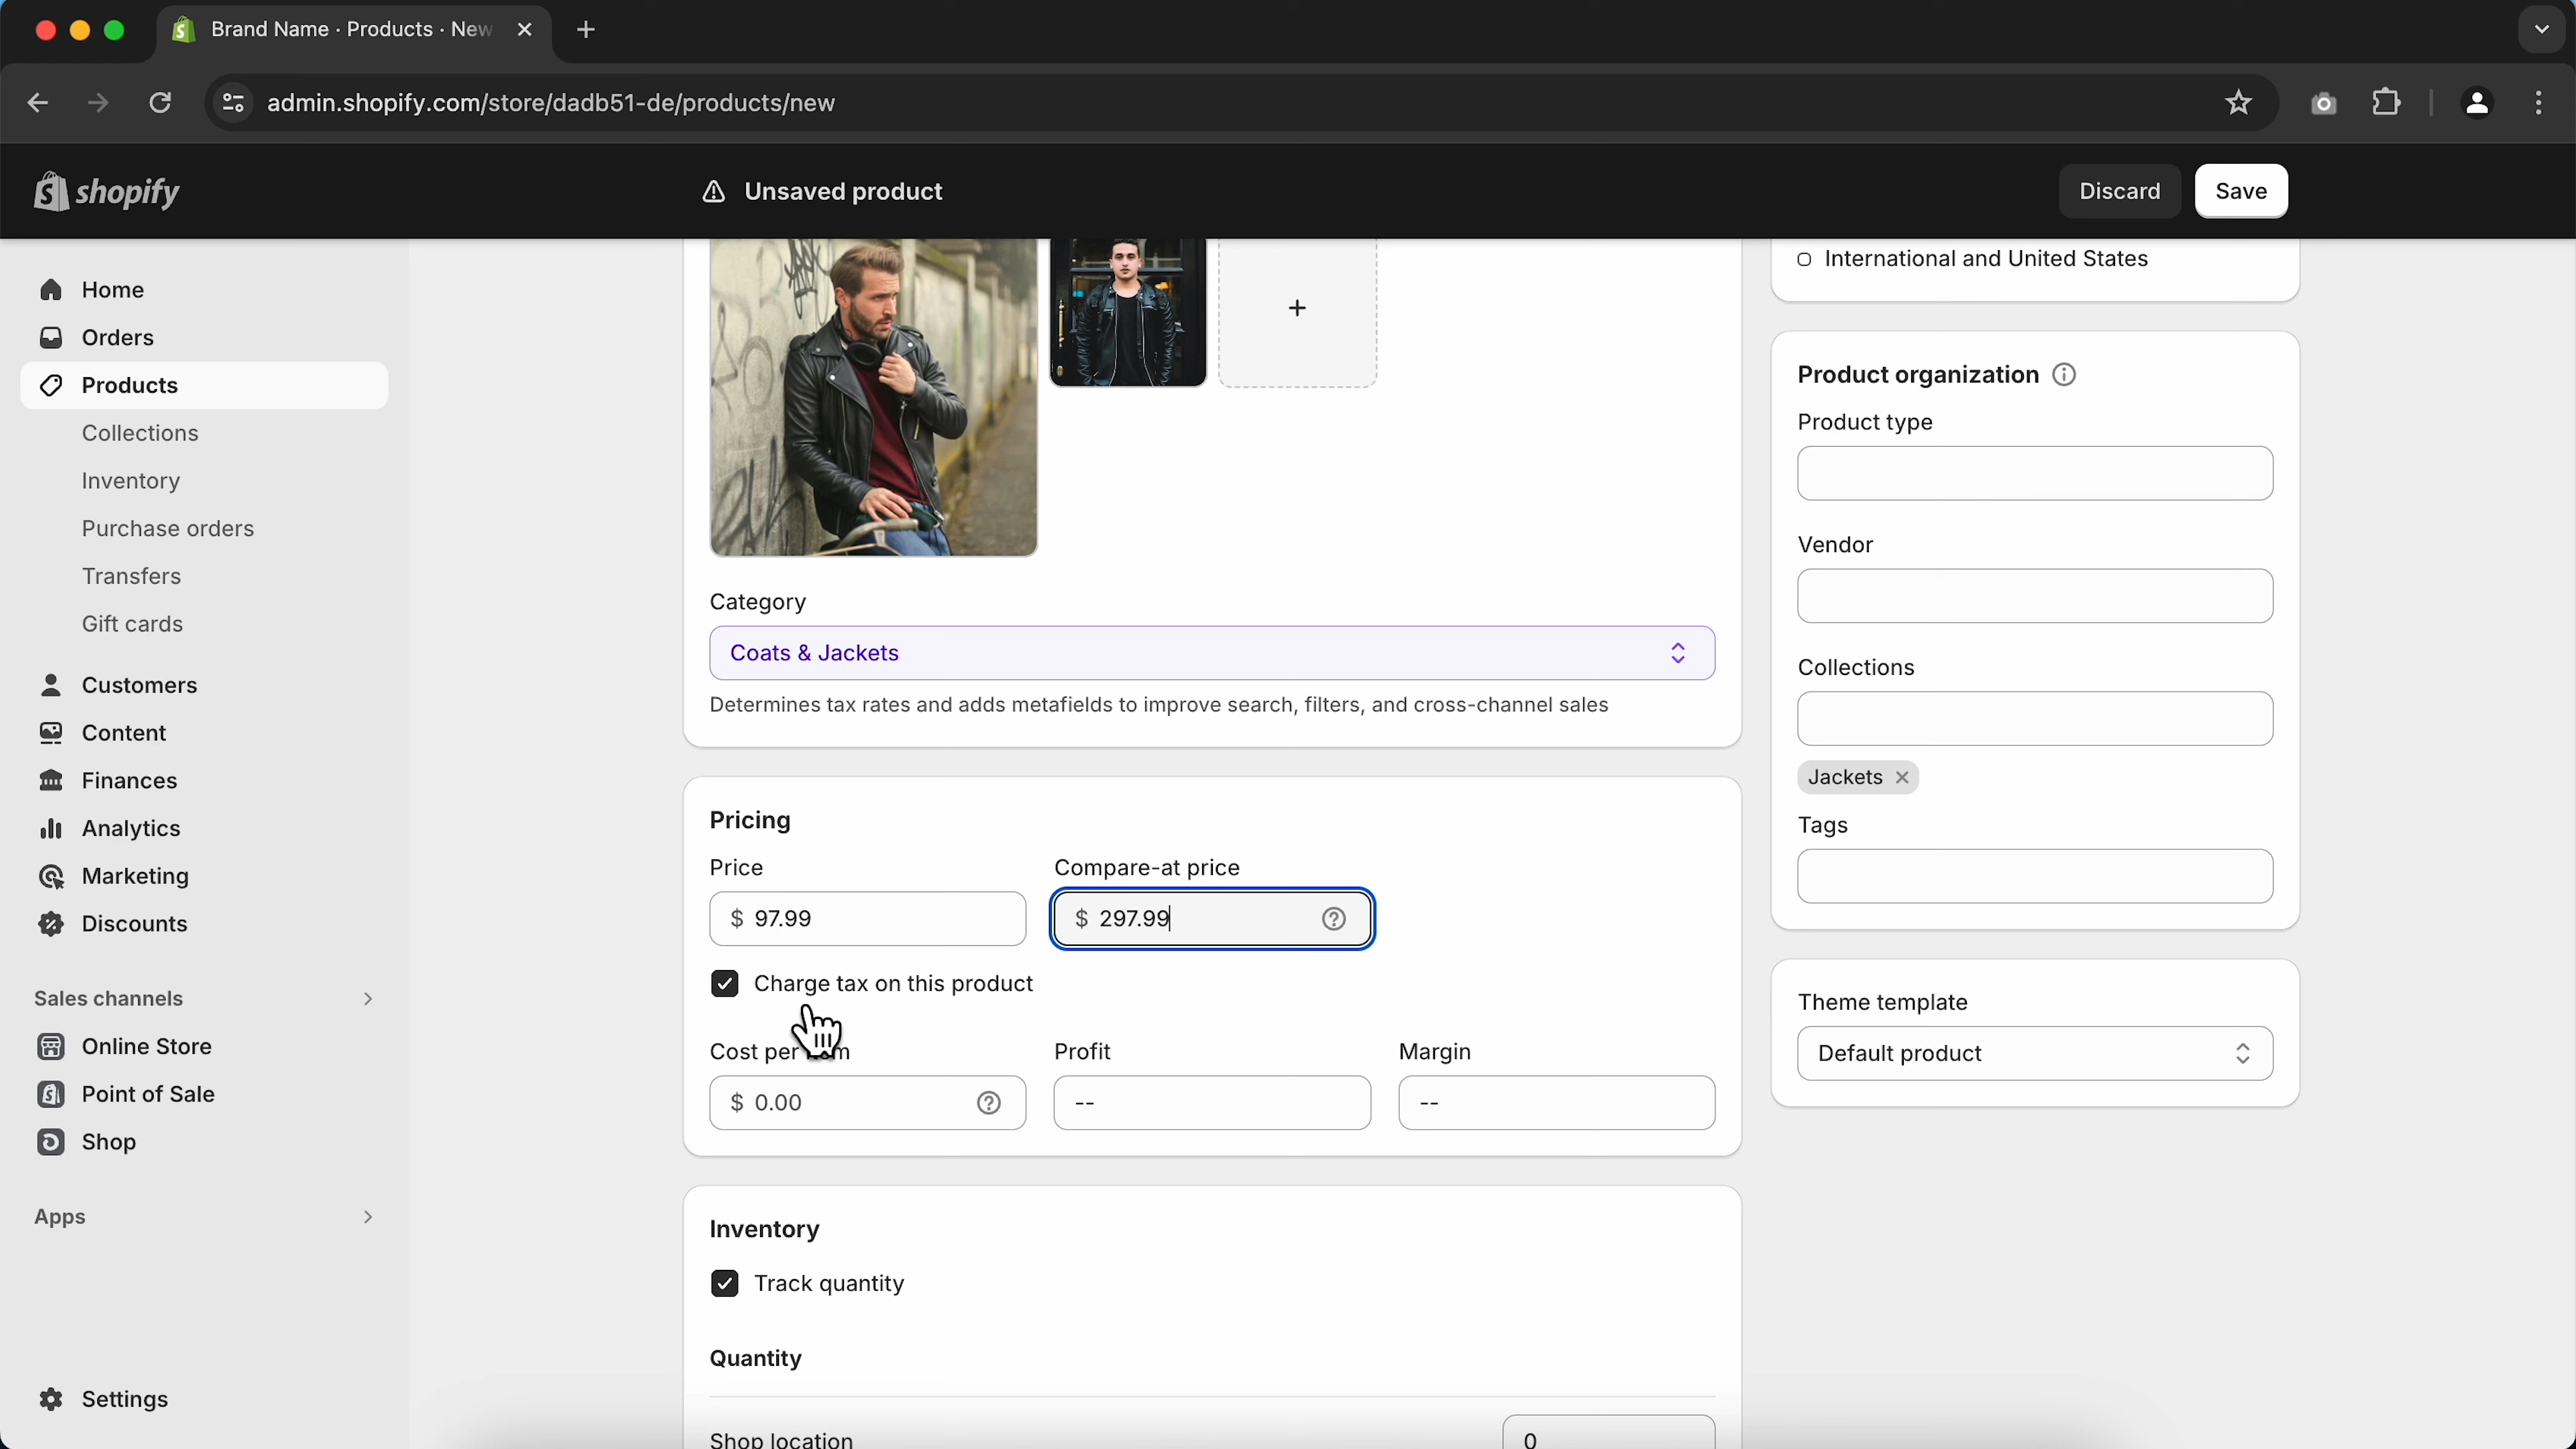 Brand Name · Products · New
admin.shopify.com/store/dadb51-de/products/new
shopify
Unsaved product
Discard
Save
Home
Orders
Products
Collections
Inventory
Purchase orders
Transfers
Gift cards
Customers
Content
Finances
Analytics
Marketing
Discounts
Sales channels
Online Store
Point of Sale
Shop
Apps
Settings
Category
Coats & Jackets
Determines tax rates and adds metafields to improve search, filters, and cross-channel sales
Pricing
Price
Compare-at price
$ 97.99
$ 297.99
Charge tax on this product
Cost per
Profit
Margin
$ 0.00
--
--
Inventory
Track quantity
Quantity
Shop location
0
International and United States
Product organization
Product type
Vendor
Collections
Jackets
Tags
Theme template
Default product